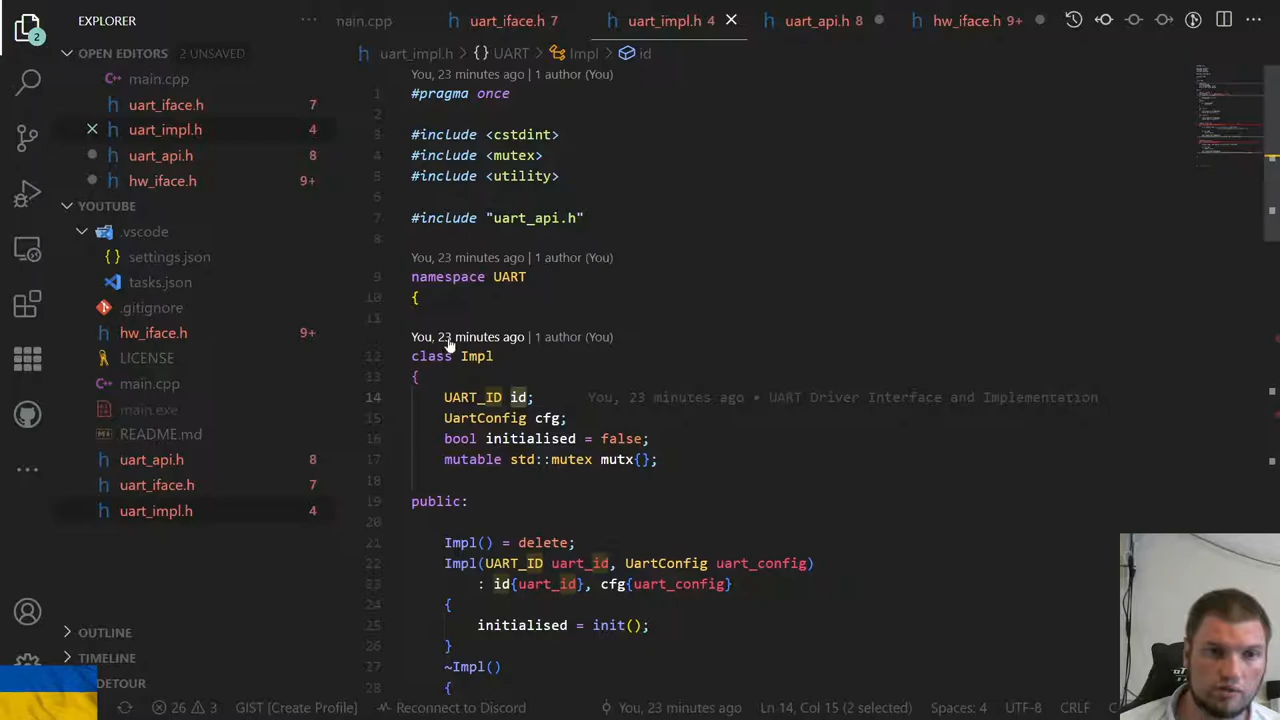 EXPLORER
OPEN EDITORS 2 UNSAVED
main.cpp
uart_iface.h 7
uart_impl.h 4
uart_api.h 8
hw_iface.h 9+
YOUTUBE
.vscode
settings.json
tasks.json
.gitignore
hw_iface.h 9+
LICENSE
main.cpp
main.exe
README.md
uart_api.h 8
uart_iface.h 7
uart_impl.h 4
OUTLINE
TIMELINE
DETOUR
2
main.cpp uart_iface.h 7 uart_impl.h 4 uart_api.h 8 hw_iface.h 9+
uart_impl.h > {} UART > Impl > id
You, 23 minutes ago | 1 author (You)
1 #pragma once
2
3 #include <cstdint>
4 #include <mutex>
5 #include <utility>
6
7 #include "uart_api.h"
8
You, 23 minutes ago | 1 author (You)
9 namespace UART
10 {
11
You, 23 minutes ago | 1 author (You)
12 class Impl
13 {
14 UART_ID id; You, 23 minutes ago • UART Driver Interface and Implementation
15 UartConfig cfg;
16 bool initialised = false;
17 mutable std::mutex mutx{};
18
19 public:
20
21 Impl() = delete;
22 Impl(UART_ID uart_id, UartConfig uart_config)
23 : id{uart_id}, cfg{uart_config}
24 {
25 initialised = init();
26 }
27 ~Impl()
28 {
26 3 GIST [Create Profile] Reconnect to Discord You, 23 minutes ago Ln 14, Col 15 (2 selected) Spaces: 4 UTF-8 CRLF